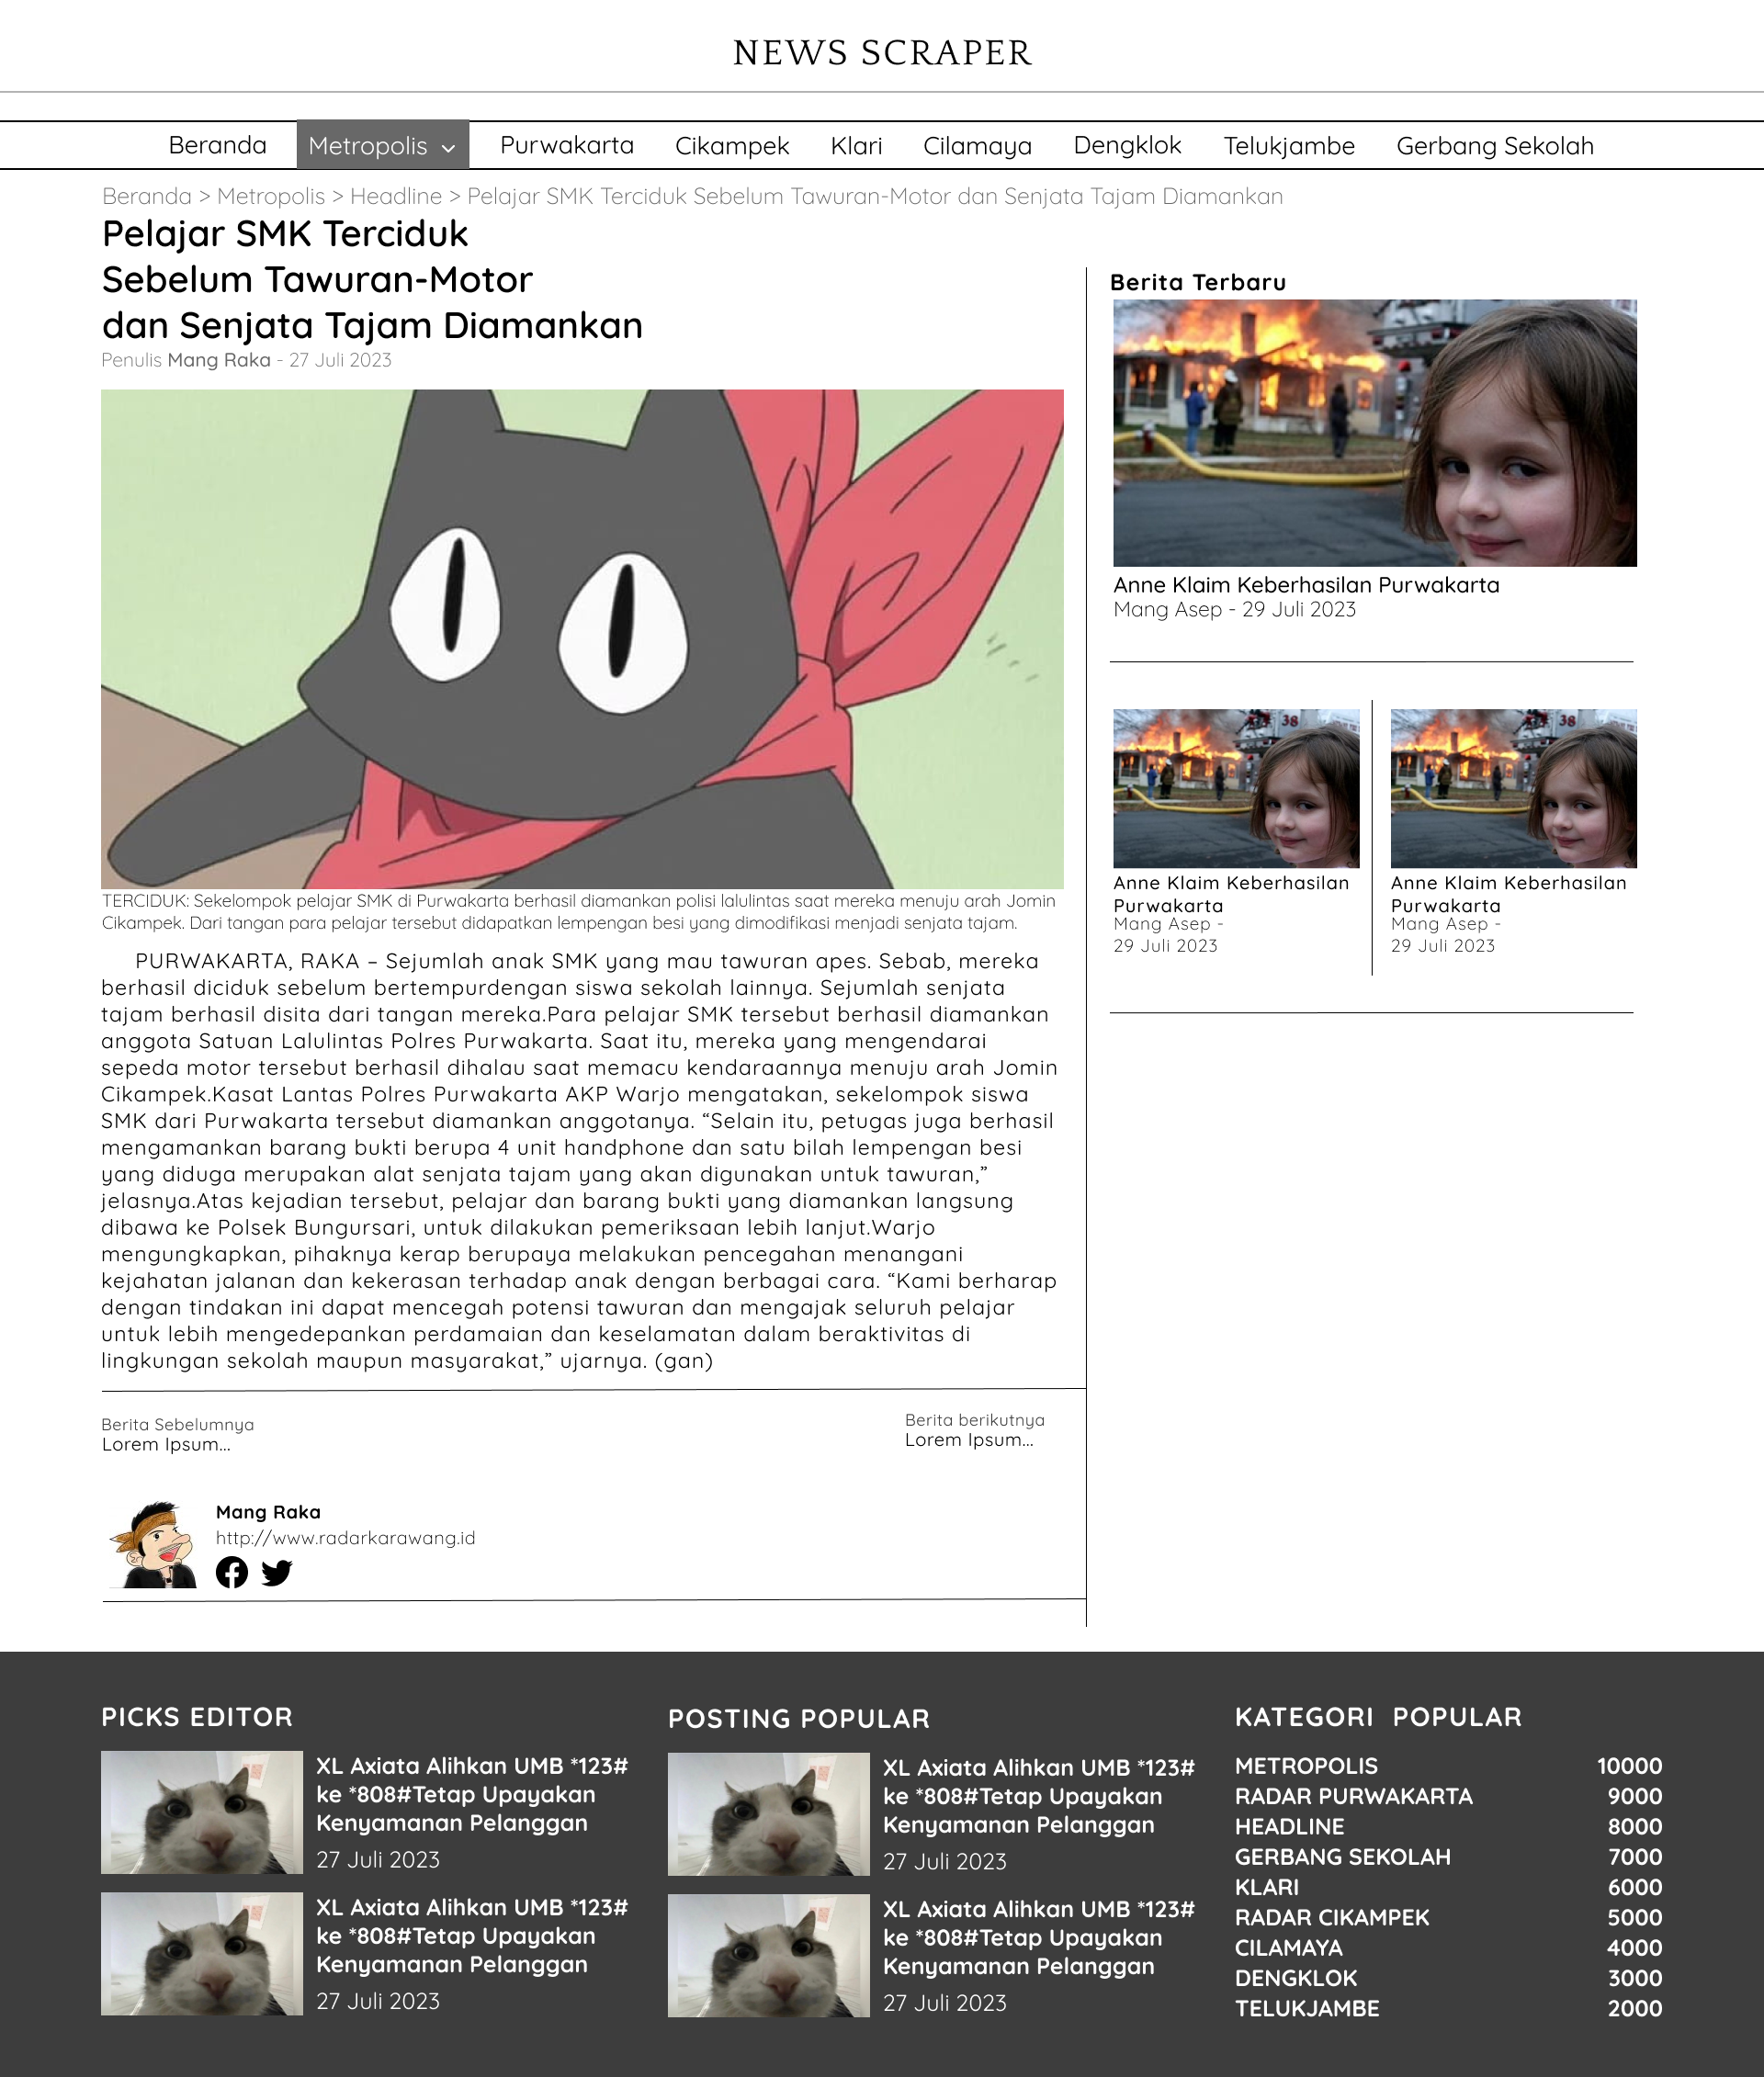 NEWS SCRAPER
Beranda Metropolis Purwakarta Cikampek Klari Cilamaya Dengklok Telukjambe Gerbang Sekolah
Beranda > Metropolis > Headline > Pelajar SMK Terciduk Sebelum Tawuran-Motor dan Senjata Tajam Diamankan
Pelajar SMK Terciduk
Sebelum Tawuran-Motor
dan Senjata Tajam Diamankan
Penulis Mang Raka - 27 Juli 2023
TERCIDUK: Sekelompok pelajar SMK di Purwakarta berhasil diamankan polisi lalulintas saat mereka menuju arah Jomin
Cikampek. Dari tangan para pelajar tersebut didapatkan lempengan besi yang dimodifikasi menjadi senjata tajam.
PURWAKARTA, RAKA – Sejumlah anak SMK yang mau tawuran apes. Sebab, mereka
berhasil diciduk sebelum bertempurdengan siswa sekolah lainnya. Sejumlah senjata
tajam berhasil disita dari tangan mereka.Para pelajar SMK tersebut berhasil diamankan
anggota Satuan Lalulintas Polres Purwakarta. Saat itu, mereka yang mengendarai
sepeda motor tersebut berhasil dihalau saat memacu kendaraannya menuju arah Jomin
Cikampek.Kasat Lantas Polres Purwakarta AKP Warjo mengatakan, sekelompok siswa
SMK dari Purwakarta tersebut diamankan anggotanya. “Selain itu, petugas juga berhasil
mengamankan barang bukti berupa 4 unit handphone dan satu bilah lempengan besi
yang diduga merupakan alat senjata tajam yang akan digunakan untuk tawuran,”
jelasnya.Atas kejadian tersebut, pelajar dan barang bukti yang diamankan langsung
dibawa ke Polsek Bungursari, untuk dilakukan pemeriksaan lebih lanjut.Warjo
mengungkapkan, pihaknya kerap berupaya melakukan pencegahan menangani
kejahatan jalanan dan kekerasan terhadap anak dengan berbagai cara. “Kami berharap
dengan tindakan ini dapat mencegah potensi tawuran dan mengajak seluruh pelajar
untuk lebih mengedepankan perdamaian dan keselamatan dalam beraktivitas di
lingkungan sekolah maupun masyarakat,” ujarnya. (gan)
Berita Sebelumnya
Lorem Ipsum...
Berita berikutnya
Lorem Ipsum...
Mang Raka
http://www.radarkarawang.id
Berita Terbaru
Anne Klaim Keberhasilan Purwakarta
Mang Asep - 29 Juli 2023
38
Anne Klaim Keberhasilan
Purwakarta
Mang Asep -
29 Juli 2023
38
Anne Klaim Keberhasilan
Purwakarta
Mang Asep -
29 Juli 2023
PICKS EDITOR
XL Axiata Alihkan UMB *123#
ke *808#Tetap Upayakan
Kenyamanan Pelanggan
27 Juli 2023
XL Axiata Alihkan UMB *123#
ke *808#Tetap Upayakan
Kenyamanan Pelanggan
27 Juli 2023
POSTING POPULAR
XL Axiata Alihkan UMB *123#
ke *808#Tetap Upayakan
Kenyamanan Pelanggan
27 Juli 2023
XL Axiata Alihkan UMB *123#
ke *808#Tetap Upayakan
Kenyamanan Pelanggan
27 Juli 2023
KATEGORI POPULAR
METROPOLIS 10000
RADAR PURWAKARTA 9000
HEADLINE 8000
GERBANG SEKOLAH 7000
KLARI 6000
RADAR CIKAMPEK 5000
CILAMAYA 4000
DENGKLOK 3000
TELUKJAMBE 2000